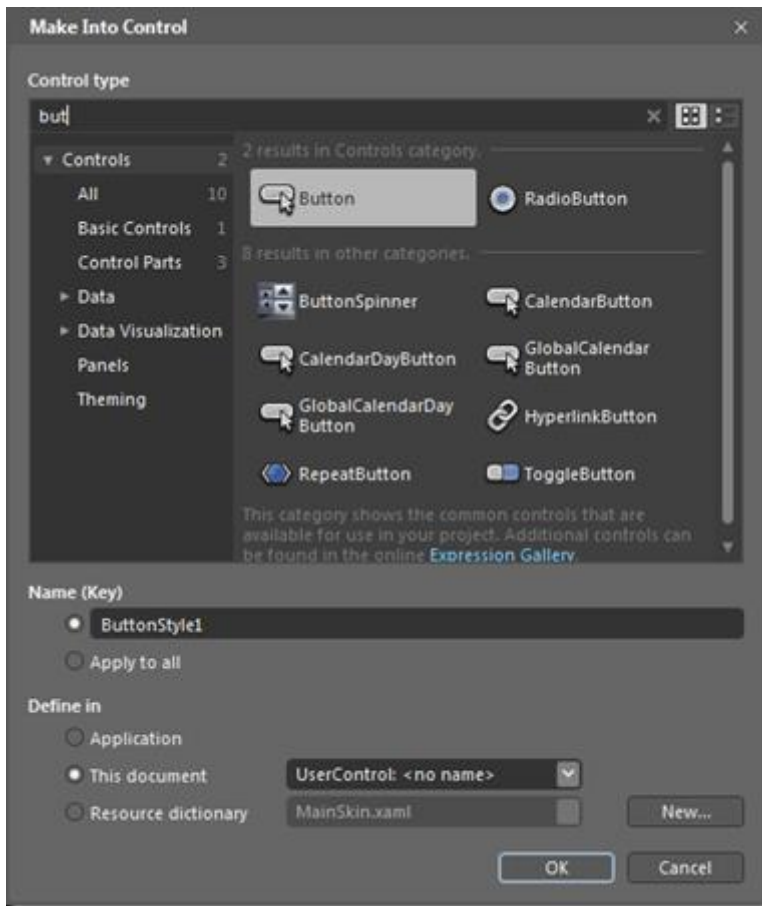 Make Into Control
Control type
but
Controls 2
All 10
Basic Controls 1
Control Parts 3
Data
Data Visualization
Panels
Theming
2 results in Controls category.
Button
RadioButton
8 results in other categories.
ButtonSpinner
CalendarButton
CalendarDayButton
GlobalCalendar
Button
GlobalCalendarDay
Button
HyperlinkButton
RepeatButton
ToggleButton
This category shows the common controls that are
available for use in your project. Additional controls can
be found in the online Expression Gallery.
Name (Key)
ButtonStyle1
Apply to all
Define in
Application
This document
UserControl: <no name>
Resource dictionary
MainSkin.xaml
New...
OK
Cancel